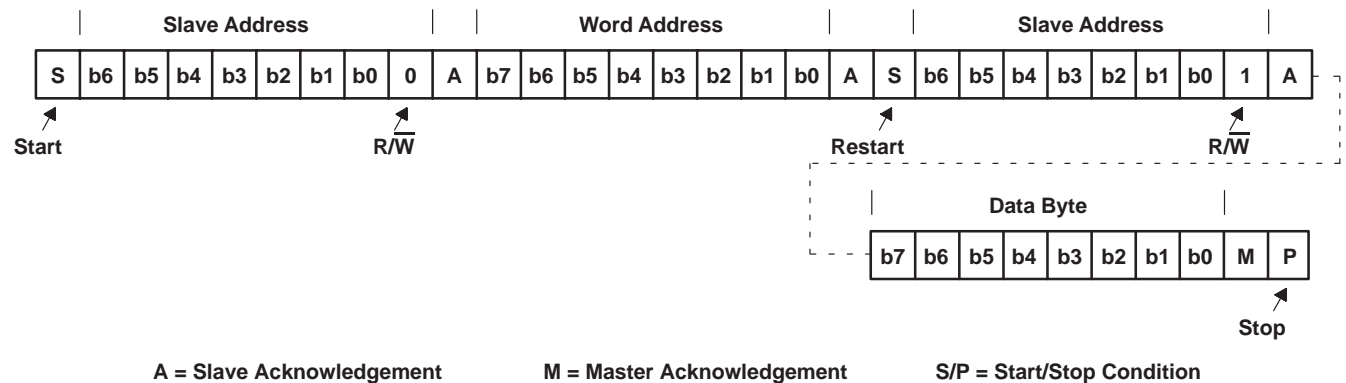 Slave Address Word Address Slave Address
S b6 b5 b4 b3 b2 b1 b0 0 A b7 b6 b5 b4 b3 b2 b1 b0 A S b6 b5 b4 b3 b2 b1 b0 1 A
Start R/W̅ Restart R/W̅
Data Byte
b7 b6 b5 b4 b3 b2 b1 b0 M P
Stop
A = Slave Acknowledgement M = Master Acknowledgement S/P = Start/Stop Condition